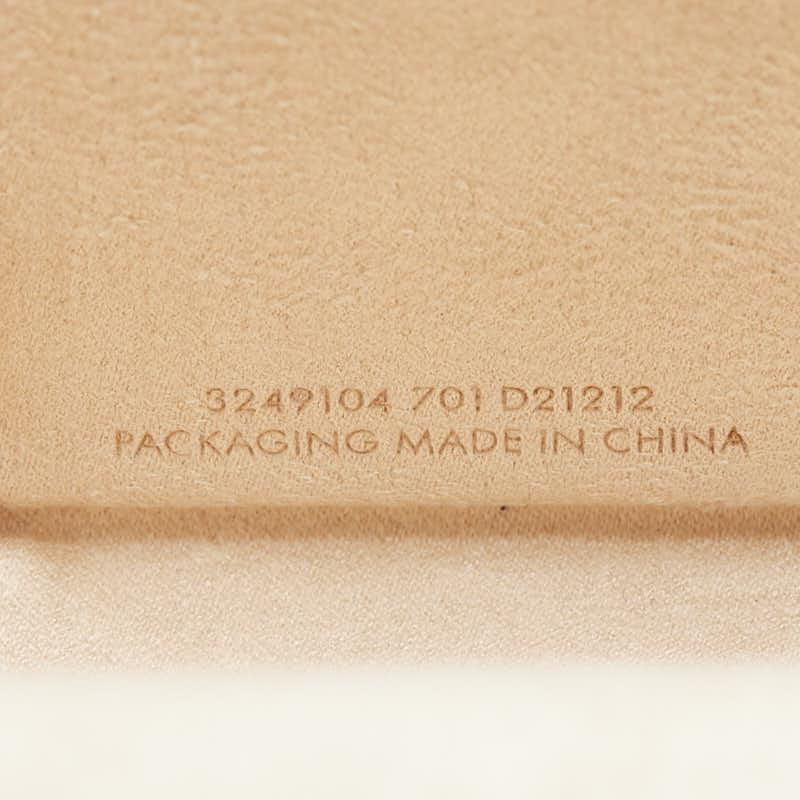 3249104 701 D21212
PACKAGING MADE IN CHINA